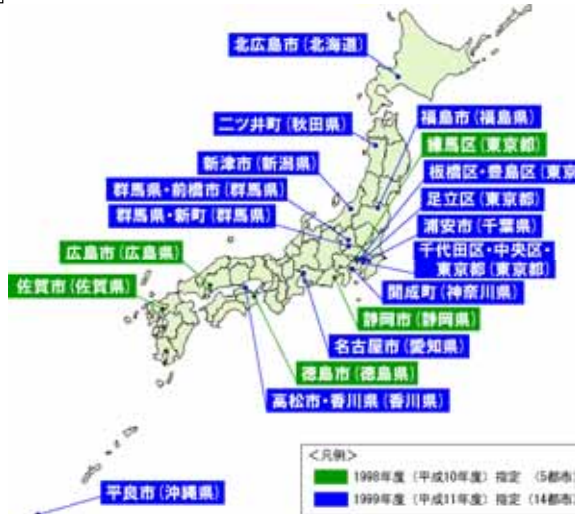 北広島市(北海道)
二ツ井町(秋田県)
福島市(福島県)
練馬区(東京都)
新津市(新潟県)
板橋区・豊島区(東京
群馬県・前橋市(群馬県)
足立区(東京都)
群馬県・新町(群馬県)
浦安市(千葉県)
広島市(広島県)
千代田区・中央区・
東京都(東京都)
佐賀市(佐賀県)
開成町(神奈川県)
静岡市(静岡県)
名古屋市(愛知県)
徳島市(徳島県)
高松市・香川県(香川県)
平良市(沖縄県)
<凡例>
1998年度(平成10年度)指定 (5都市)
1999年度(平成11年度)指定 (14都市